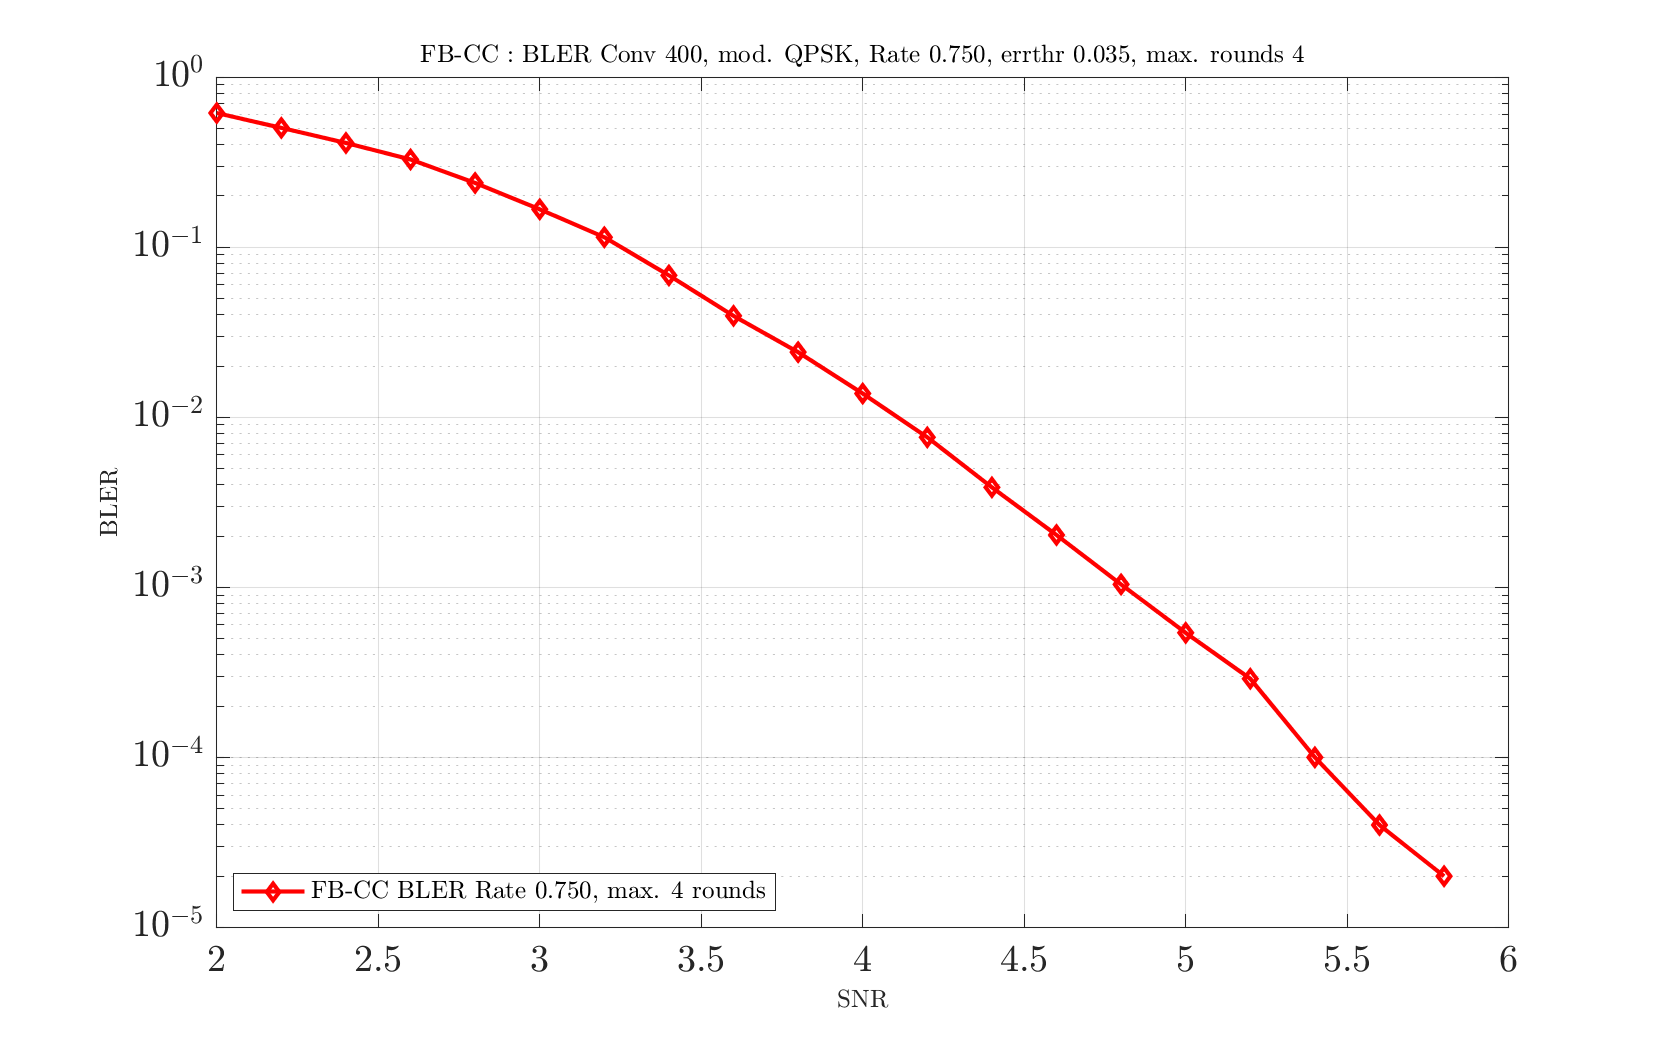 FB-CC : BLER Conv 400, mod. QPSK, Rate 0.750, errthr 0.035, max. rounds 4
10^0
10^-1
10^-2
10^-3
10^-4
10^-5
BLER
FB-CC BLER Rate 0.750, max. 4 rounds
2 2.5 3 3.5 4 4.5 5 5.5 6
SNR